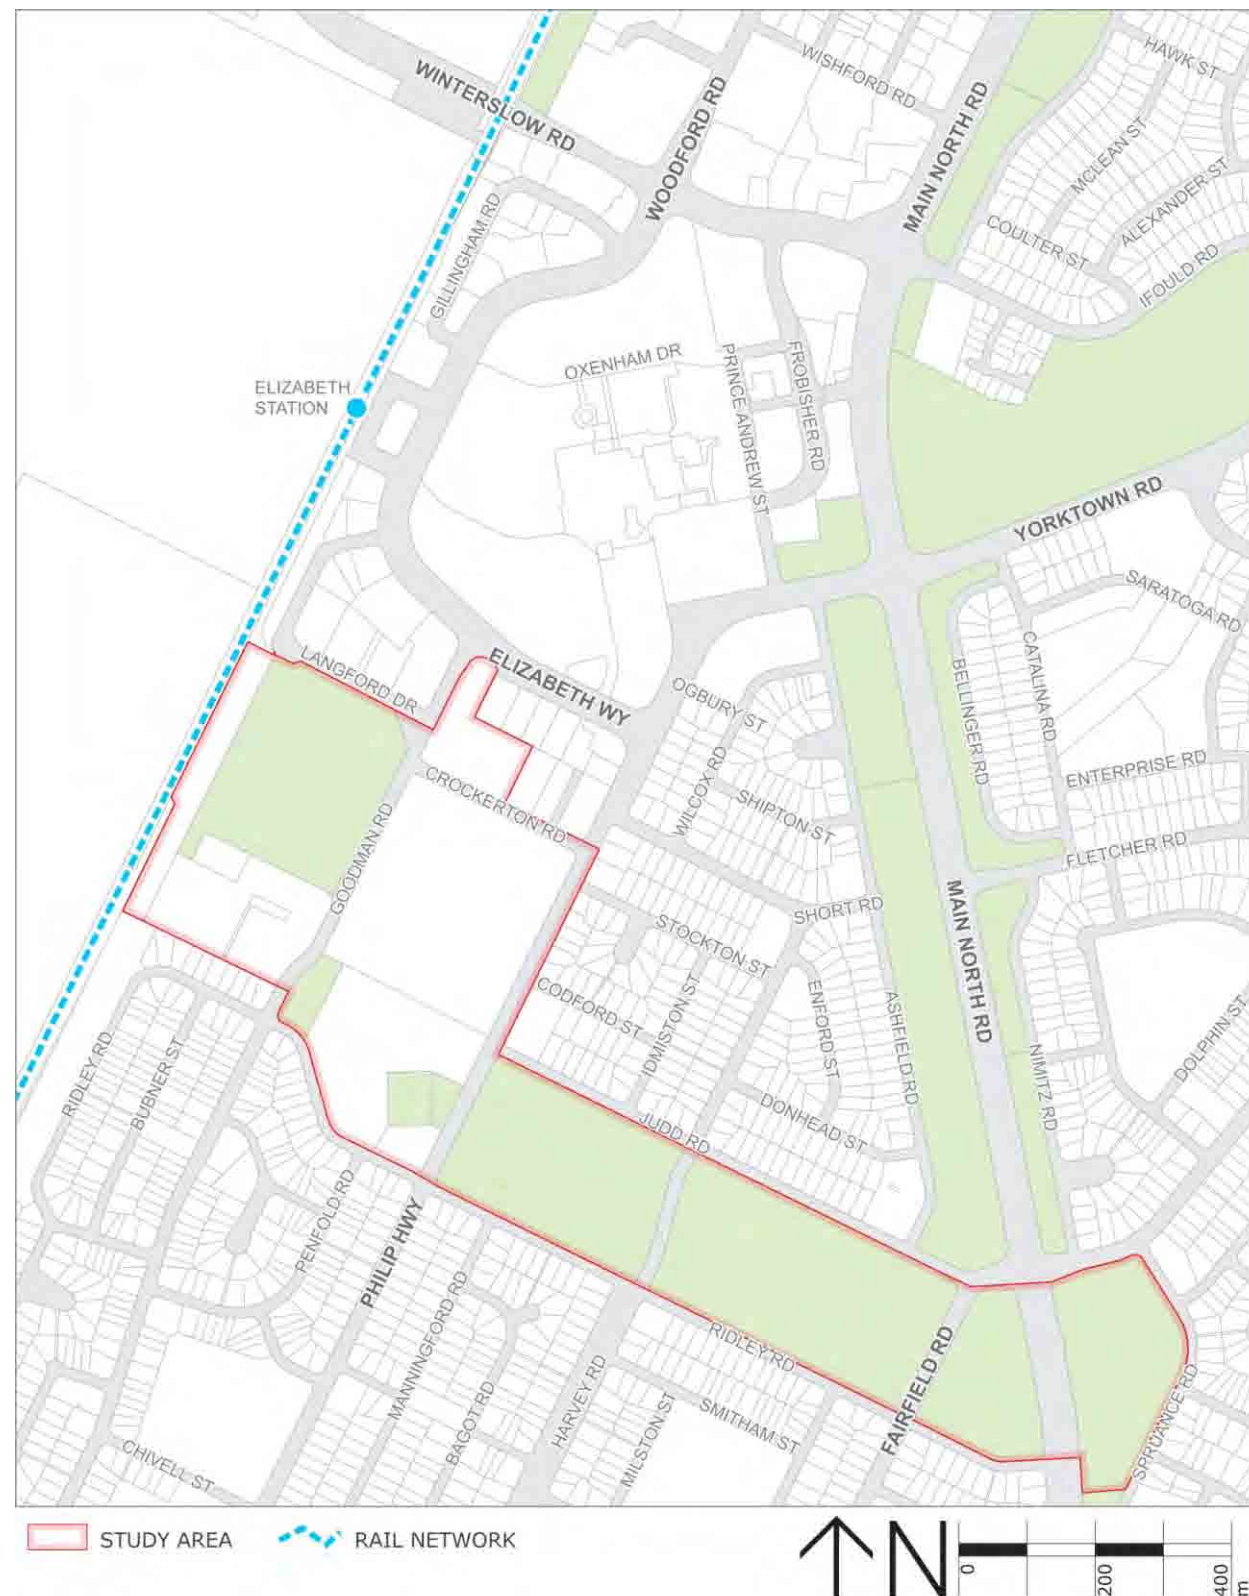 HAWK ST
WISHFORD RD
WINTERSLOW RD
WOODFORD RD
MAIN NORTH RD
MCLEAN ST
ALEXANDER ST
COULTER ST
IFOULD RD
GILLINGHAM RD
OXENHAM DR
PRINCE ANDREW ST
FROBISHER RD
ELIZABETH
STATION
YORKTOWN RD
SARATOGA RD
CATALINA RD
BELLINGER RD
LANGFORD DR
ELIZABETH WY
OGBURY ST
WILCOX RD
SHIPTON ST
ENTERPRISE RD
FLETCHER RD
CROCKERTON RD
GOODMAN RD
SHORT RD
MAIN NORTH RD
STOCKTON ST
CODFORD ST
IDMISTON ST
ENFORD ST
ASHFIELD RD
NIMITZ RD
DOLPHIN ST
RIDLEY RD
BUBNER ST
DONHEAD ST
JUDD RD
PENFOLD RD
PHILIP HWY
MANNINGFORD RD
BAGOT RD
HARVEY RD
RIDLEY RD
FAIRFIELD RD
SPRUANCE RD
MILSTON ST
SMITHAM ST
CHIVELL ST
STUDY AREA
RAIL NETWORK
N
0
200
400
m